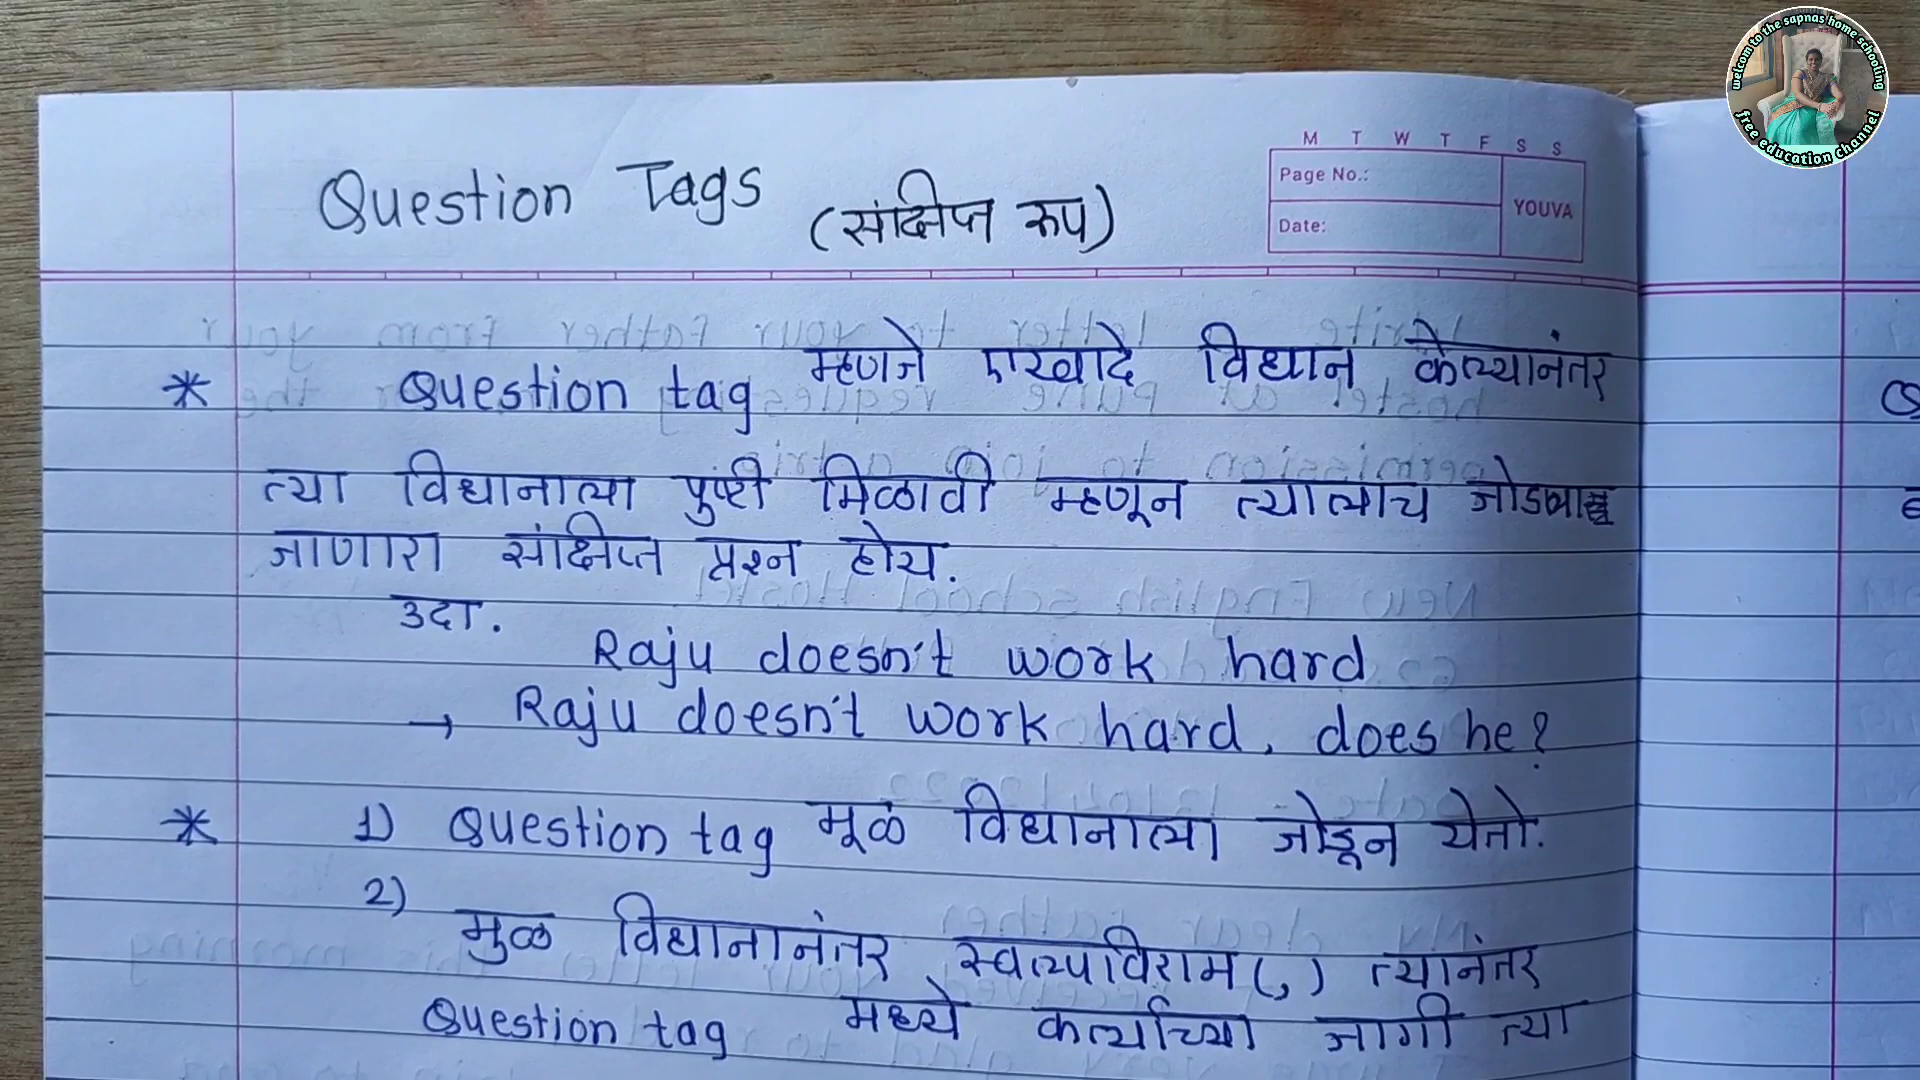 welcom to the sapnas home schooling
free education channel
M T W T F S S
Page No.:
YOUVA
Date:
Question Tags (संक्षिप्त रूप)
* Question tag म्हणजे एखादे विधान केल्यानंतर
त्या विधानाला पुष्टी मिळावी म्हणून त्यालाच
जाणारा संक्षिप्त प्रश्न होय.
उदा.
Raju doesn't work hard
→ Raju doesn't work hard, does he?
* 1) Question tag मूळ विधानाला जोडून येतो.
2) मुळ विधानानंतर स्वल्पविराम (,) त्यानंतर
Question tag मध्ये कर्त्याच्या जागी त्या